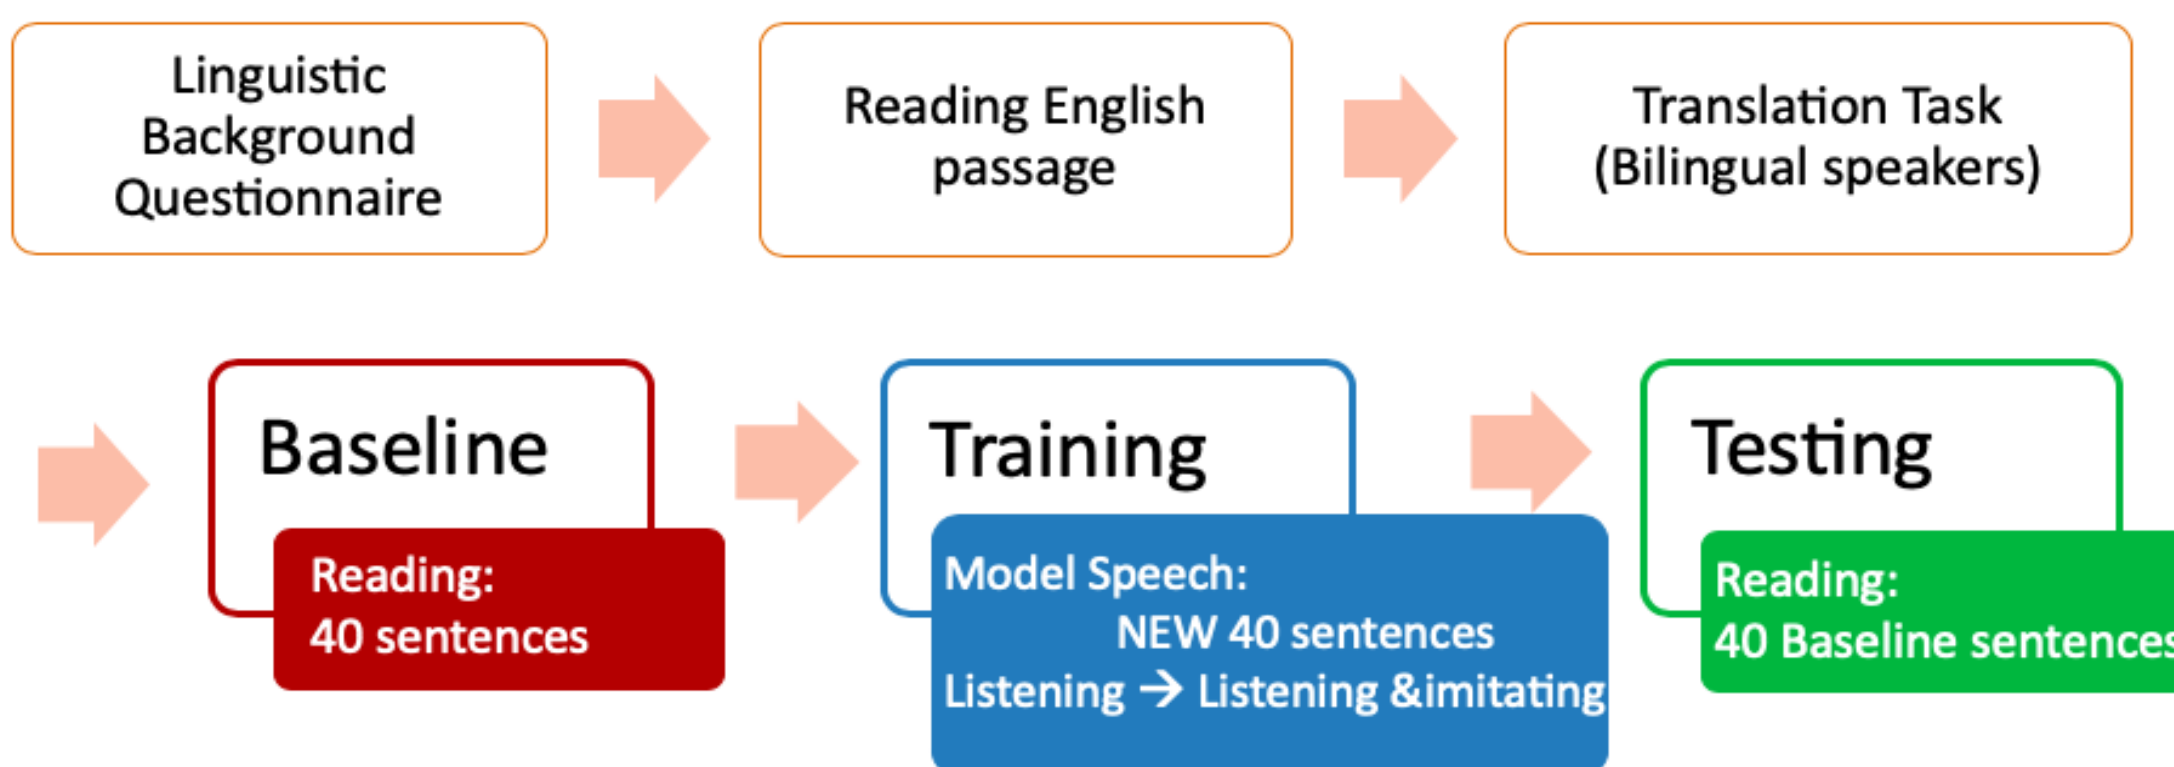 Linguistic
Background
Questionnaire
Reading English
passage
Translation Task
(Bilingual speakers)
Baseline
Reading:
40 sentences
Training
Model Speech:
NEW 40 sentences
Listening → Listening &imitating
Testing
Reading:
40 Baseline sentences